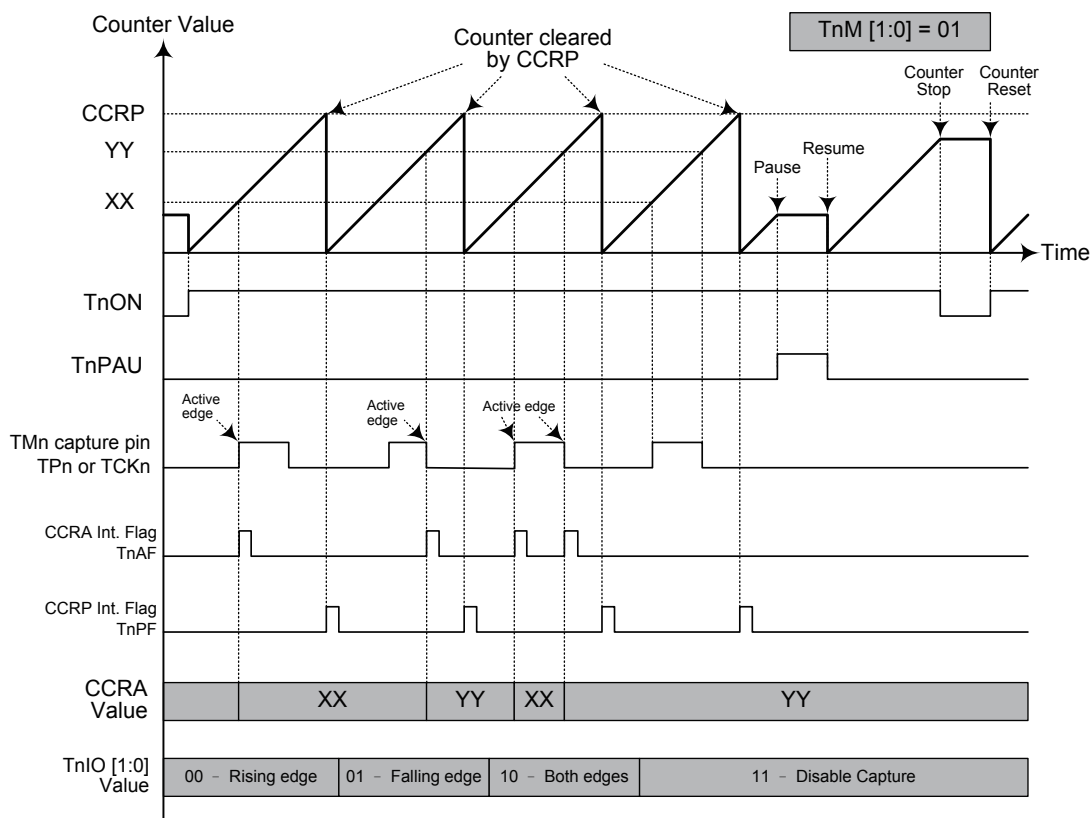 Counter Value
TnM [1:0] = 01
Counter cleared
by CCRP
Counter
Stop
Counter
Reset
CCRP
YY
XX
Pause
Resume
Time
TnON
TnPAU
Active
edge
Active
edge
Active edge
TMn capture pin
TPn or TCKn
CCRA Int. Flag
TnAF
CCRP Int. Flag
TnPF
CCRA
Value
XX
YY
XX
YY
TnIO [1:0]
Value
00 – Rising edge
01 – Falling edge
10 – Both edges
11 – Disable Capture